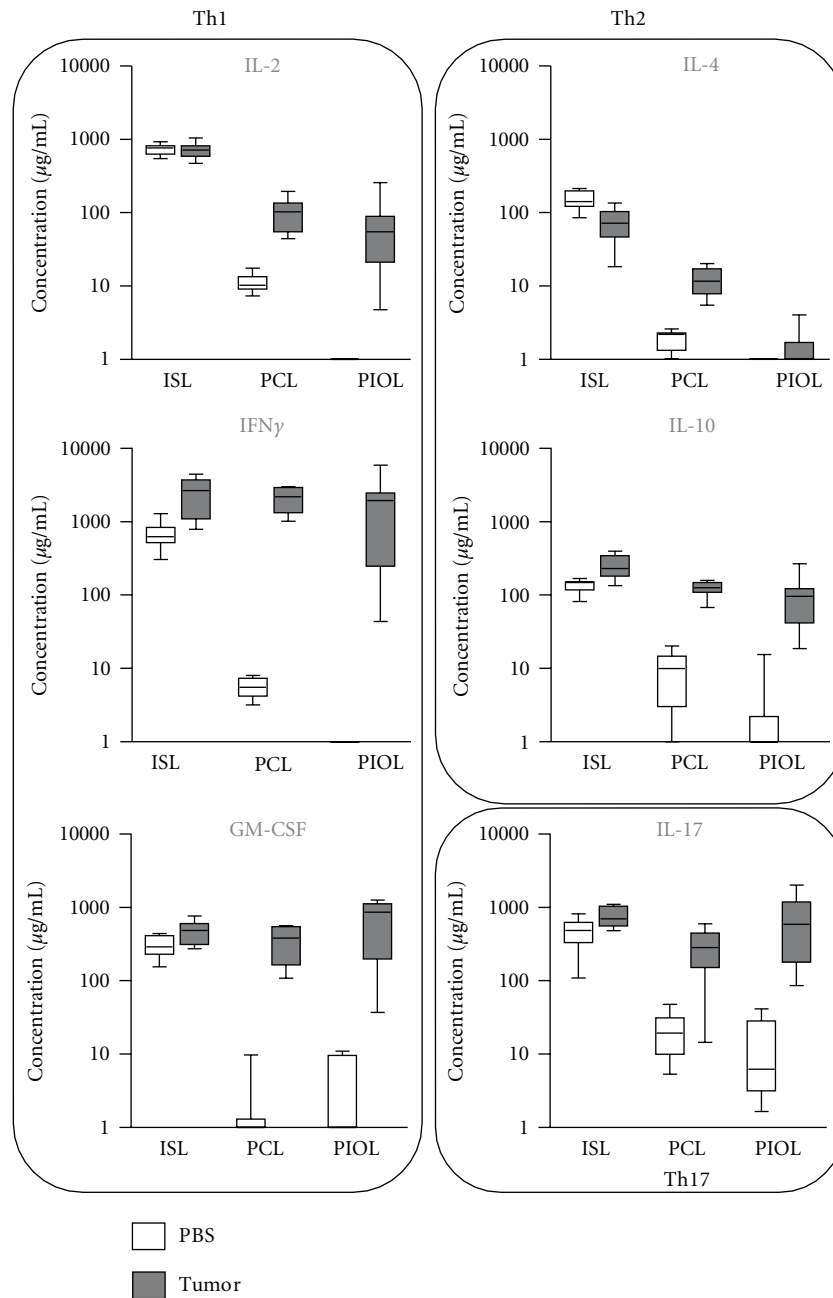 Th1
Th2
IL-2
10000
1000
100
10
1
Concentration (μg/mL)
ISL PCL PIOL
IL-4
10000
1000
100
10
1
Concentration (μg/mL)
ISL PCL PIOL
IFNγ
10000
1000
100
10
1
Concentration (μg/mL)
ISL PCL PIOL
IL-10
10000
1000
100
10
1
Concentration (μg/mL)
ISL PCL PIOL
GM-CSF
10000
1000
100
10
1
Concentration (μg/mL)
ISL PCL PIOL
IL-17
10000
1000
100
10
1
Concentration (μg/mL)
ISL PCL PIOL
Th17
PBS
Tumor